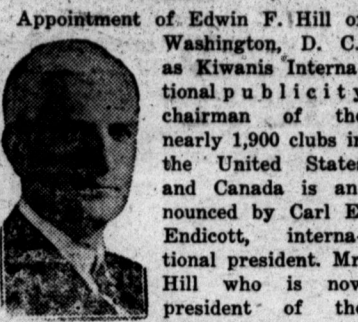 Appointment of Edwin F. Hill of
Washington, D. C.
as Kiwanis Interna-
tional publicity
chairman of the
nearly 1,900 clubs in
the United States
and Canada is an-
nounced by Carl E.
Endicott, interna-
tional president. Mr.
Hill who is now
president of the